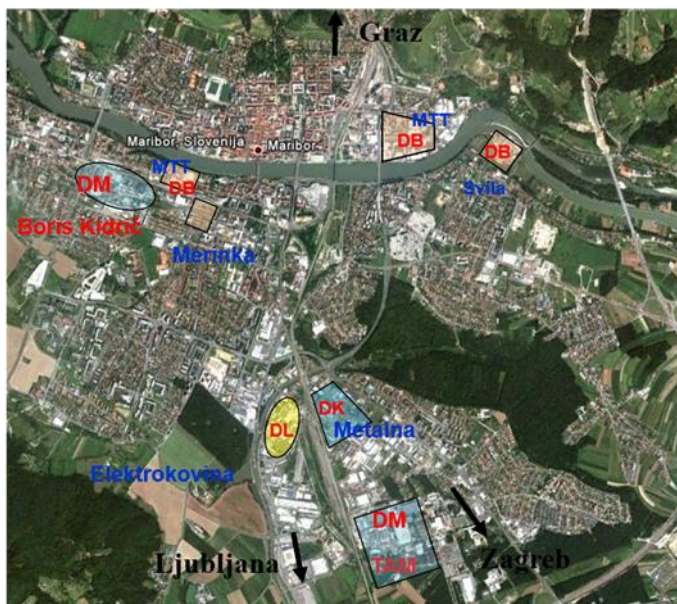 Graz
MTT
DB
Maribor, Slovenija
Maribor
DB
MTT
DB
DM
Svila
Boris Kidrič
Merinka
DK
DL
Metalna
Elektrokovina
DM
Ljubljana
TAM
Zagreb